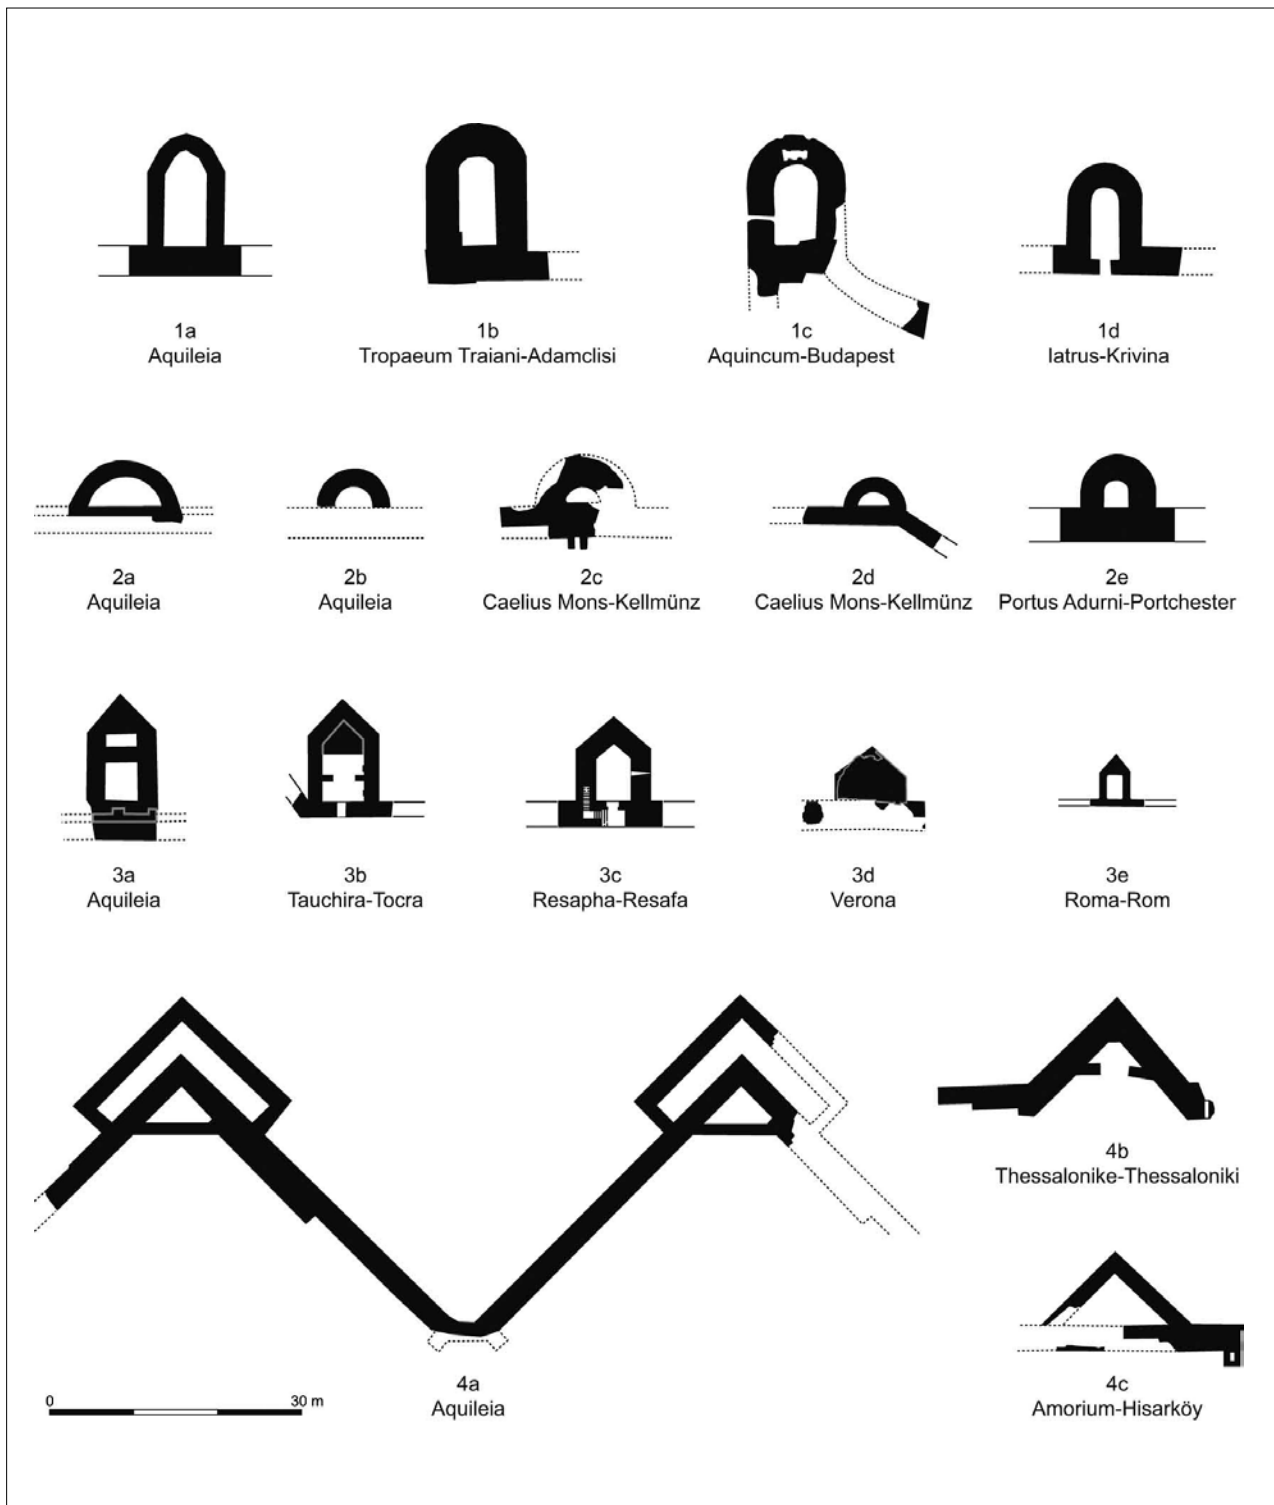 1a
Aquileia
1b
Tropaeum Traiani-Adamclisi
1c
Aquincum-Budapest
1d
Iatrus-Krivina
2a
Aquileia
2b
Aquileia
2c
Caelius Mons-Kellmünz
2d
Caelius Mons-Kellmünz
2e
Portus Adurni-Portchester
3a
Aquileia
3b
Tauchira-Tocra
3c
Resapha-Resafa
3d
Verona
3e
Roma-Rom
4a
Aquileia
4b
Thessalonike-Thessaloniki
4c
Amorium-Hisarköy
0 30 m